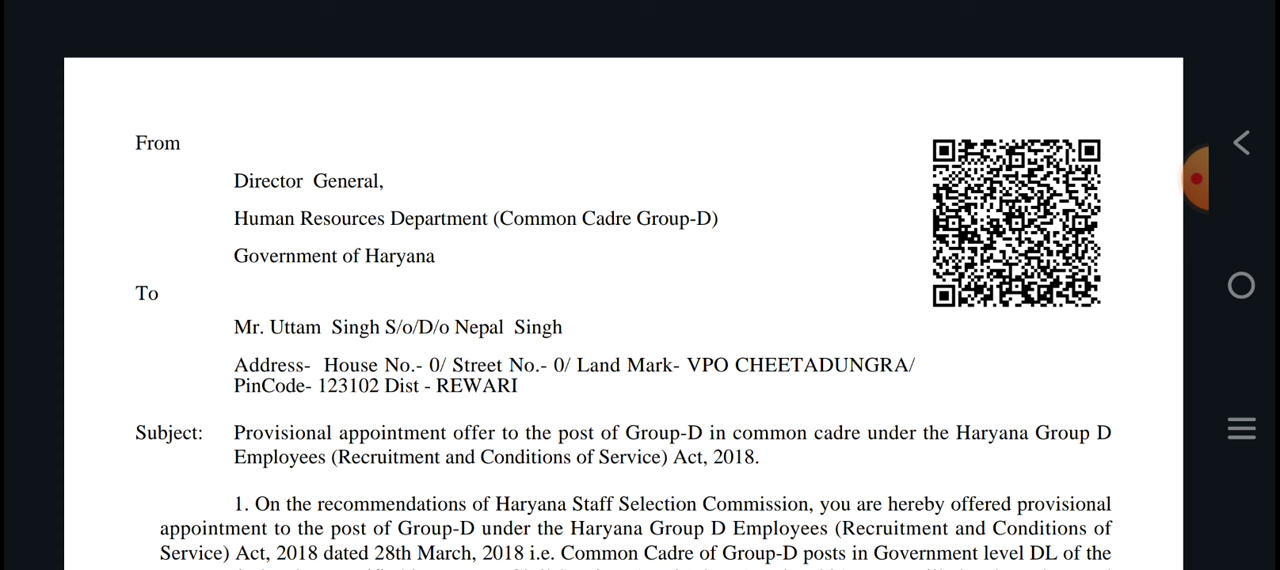 From
Director General,
Human Resources Department (Common Cadre Group-D)
Government of Haryana
To
Mr. Uttam Singh S/o/D/o Nepal Singh
Address- House No.- 0/ Street No.- 0/ Land Mark- VPO CHEETADUNGRA/
PinCode- 123102 Dist - REWARI
Subject: Provisional appointment offer to the post of Group-D in common cadre under the Haryana Group D
Employees (Recruitment and Conditions of Service) Act, 2018.
1. On the recommendations of Haryana Staff Selection Commission, you are hereby offered provisional
appointment to the post of Group-D under the Haryana Group D Employees (Recruitment and Conditions of
Service) Act, 2018 dated 28th March, 2018 i.e. Common Cadre of Group-D posts in Government level DL of the